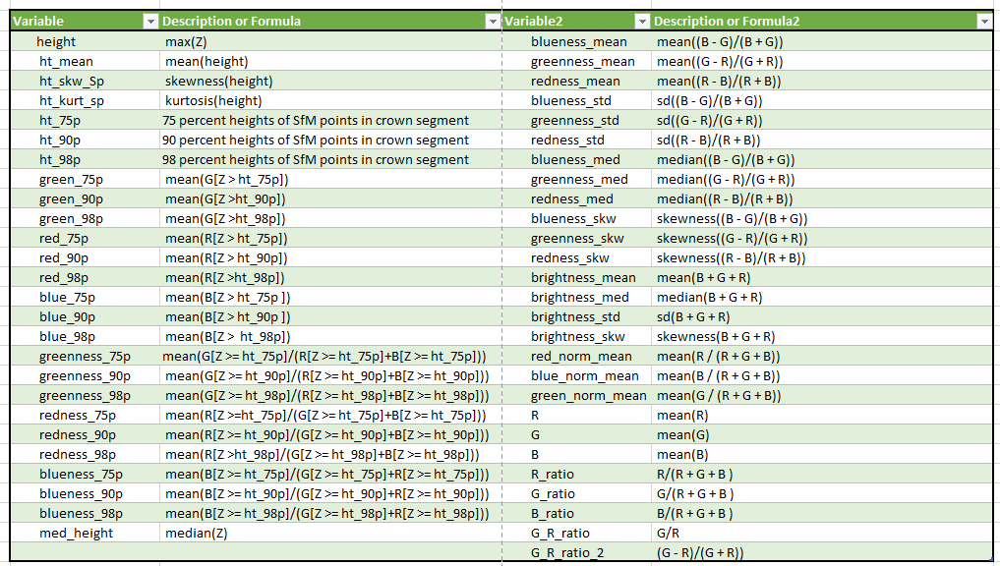 Variable Description or Formula Variable2 Description or Formula2
height max(Z) blueness_mean mean((B - G)/(B + G))
ht_mean mean(height) greenness_mean mean((G - R)/(G + R))
ht_skw_Sp skewness(height) redness_mean mean((R - B)/(R + B))
ht_kurt_sp kurtosis(height) blueness_std sd((B - G)/(B + G))
ht_75p 75 percent heights of SfM points in crown segment greenness_std sd((G - R)/(G + R))
ht_90p 90 percent heights of SfM points in crown segment redness_std sd((R - B)/(R + B))
ht_98p 98 percent heights of SfM points in crown segment blueness_med median((B - G)/(B + G))
green_75p mean(G[Z > ht_75p]) greenness_med median((G - R)/(G + R))
green_90p mean(G[Z >ht_90p]) redness_med median((R - B)/(R + B))
green_98p mean(G[Z >ht_98p]) blueness_skw skewness((B - G)/(B + G))
red_75p mean(R[Z > ht_75p]) greenness_skw skewness((G - R)/(G + R))
red_90p mean(R[Z > ht_90p]) redness_skw skewness((R - B)/(R + B))
red_98p mean(R[Z >ht_98p]) brightness_mean mean(B + G + R)
blue_75p mean(B[Z > ht_75p ]) brightness_med median(B + G + R)
blue_90p mean(B[Z > ht_90p ]) brightness_std sd(B + G + R)
blue_98p mean(B[Z > ht_98p]) brightness_skw skewness(B + G + R)
greenness_75p mean(G[Z >= ht_75p]/(R[Z >= ht_75p]+B[Z >= ht_75p])) red_norm_mean mean(R / (R + G + B))
greenness_90p mean(G[Z >= ht_90p]/(R[Z >= ht_90p]+B[Z >= ht_90p])) blue_norm_mean mean(B / (R + G + B))
greenness_98p mean(G[Z >= ht_98p]/(R[Z >= ht_98p]+B[Z >= ht_98p])) green_norm_mean mean(G / (R + G + B))
redness_75p mean(R[Z >=ht_75p]/(G[Z >= ht_75p]+B[Z >= ht_75p])) R mean(R)
redness_90p mean(R[Z >= ht_90p]/(G[Z >= ht_90p]+B[Z >= ht_90p])) G mean(G)
redness_98p mean(R[Z >ht_98p]/(G[Z >= ht_98p]+B[Z >= ht_98p])) B mean(B)
blueness_75p mean(B[Z >= ht_75p]/(G[Z >= ht_75p]+R[Z >= ht_75p])) R_ratio R/(R + G + B )
blueness_90p mean(B[Z >= ht_90p]/(G[Z >= ht_90p]+R[Z >= ht_90p])) G_ratio G/(R + G + B )
blueness_98p mean(B[Z >= ht_98p]/(G[Z >= ht_98p]+R[Z >= ht_98p])) B_ratio B/(R + G + B )
med_height median(Z) G_R_ratio G/R
G_R_ratio_2 (G - R)/(G + R))